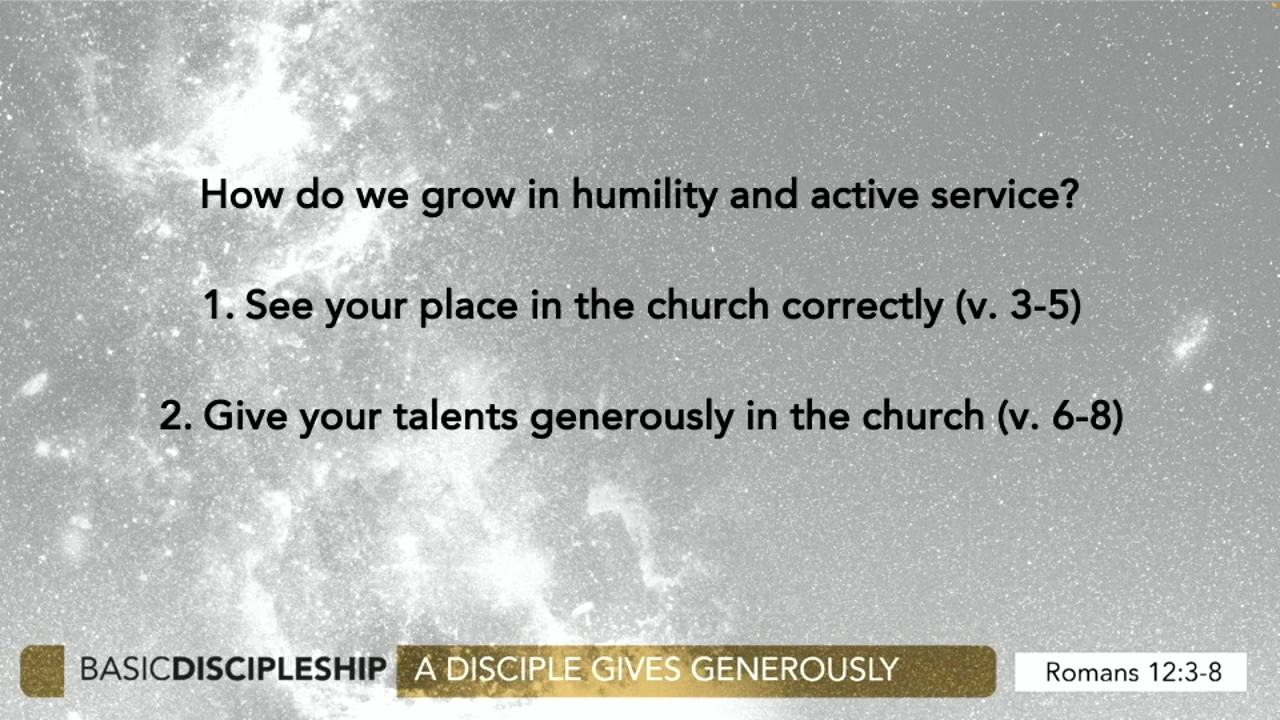 How do we grow in humility and active service?
1. See your place in the church correctly (v. 3-5)
2. Give your talents generously in the church (v. 6-8)
BASICDISCIPLESHIP A DISCIPLE GIVES GENEROUSLY Romans 12:3-8